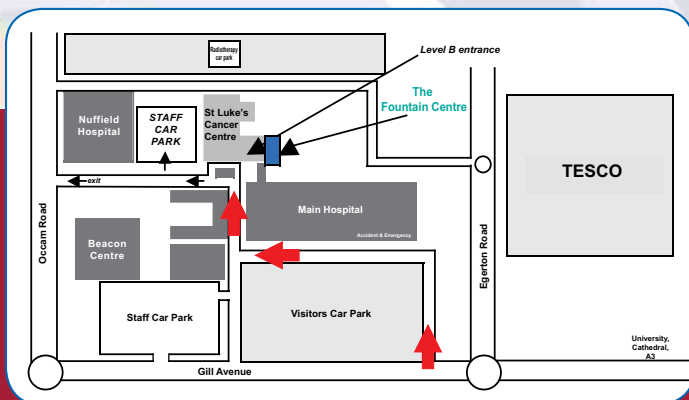 Radiotherapy
car park
Level B entrance
The
Fountain Centre
Nuffield
Hospital
STAFF
CAR
PARK
St Luke's
Cancer
Centre
TESCO
exit
Main Hospital
Accident & Emergency
Occam Road
Beacon
Centre
Egerton Road
Staff Car Park
Visitors Car Park
University,
Cathedral,
A3
Gill Avenue